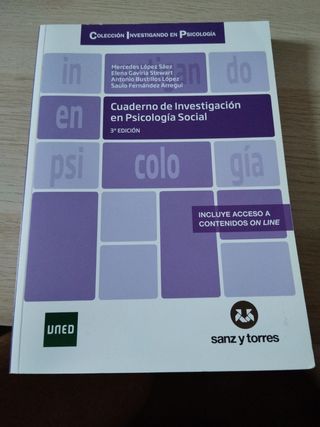 COLECCIÓN INVESTIGANDO EN PSICOLOGÍA
Mercedes López Sáez
Elena Gaviria Stewart
Antonio Bustillos López
Saulo Fernández Arregui
in
ti
an
do
Cuaderno de Investigación
en Psicología Social
3ª EDICIÓN
en
psi
colo
gía
INCLUYE ACCESO A
CONTENIDOS ON LINE
UNED
sanz y torres